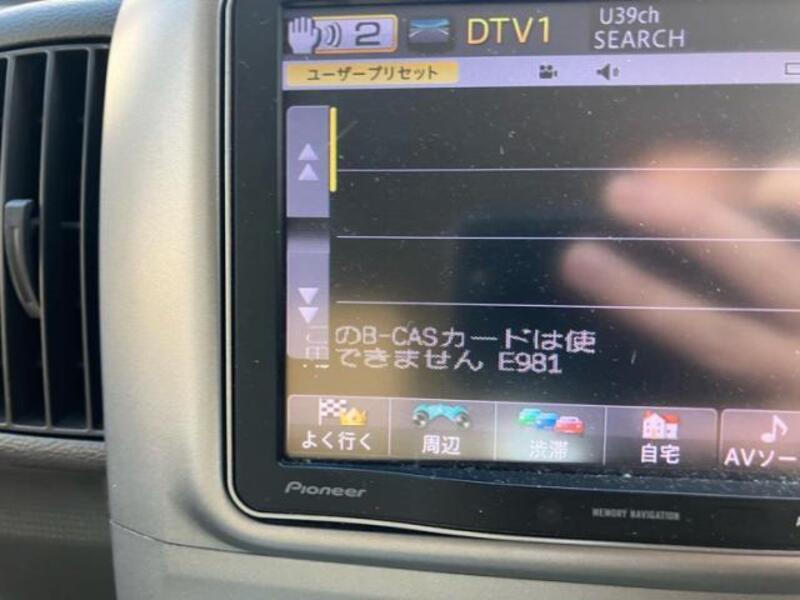 2
DTV1
U39ch
SEARCH
ユーザープリセット
このB-CASカードは使
用できません E981
よく行く
周辺
渋滞
自宅
AVソー
Pioneer
MEMORY NAVIGATION